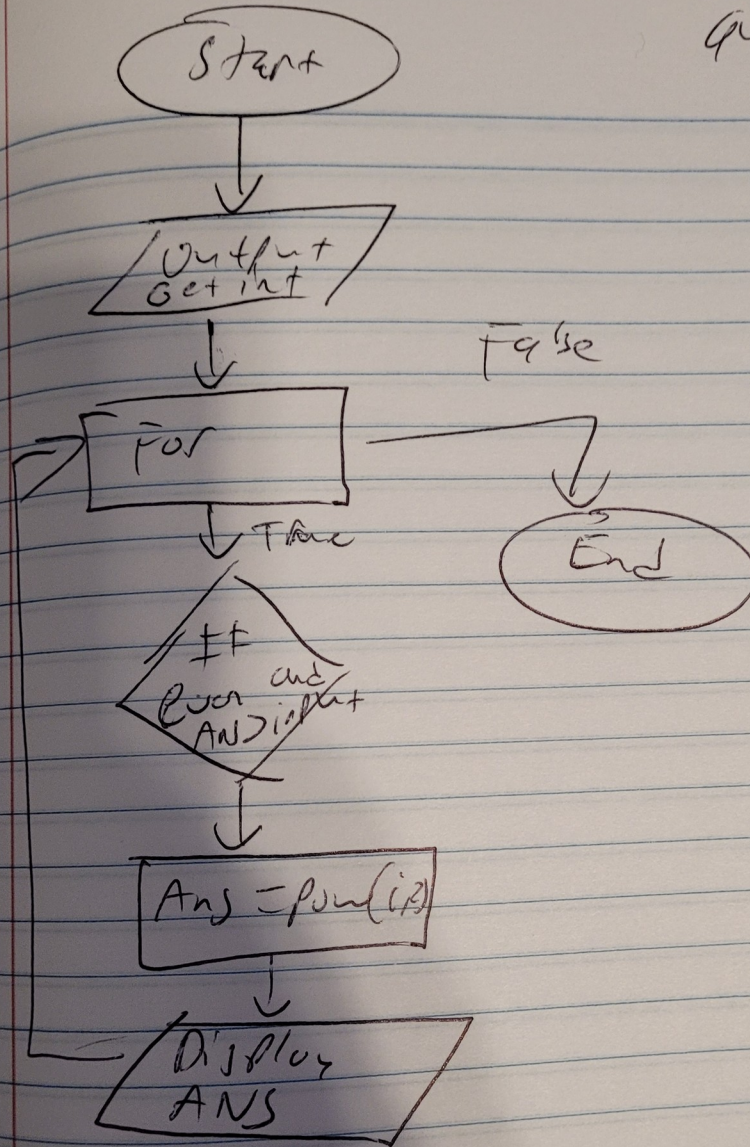 Start
Output
Get int
For
False
True
End
If
even and
AND input
Ans = pow(i,2)
Display
ANS